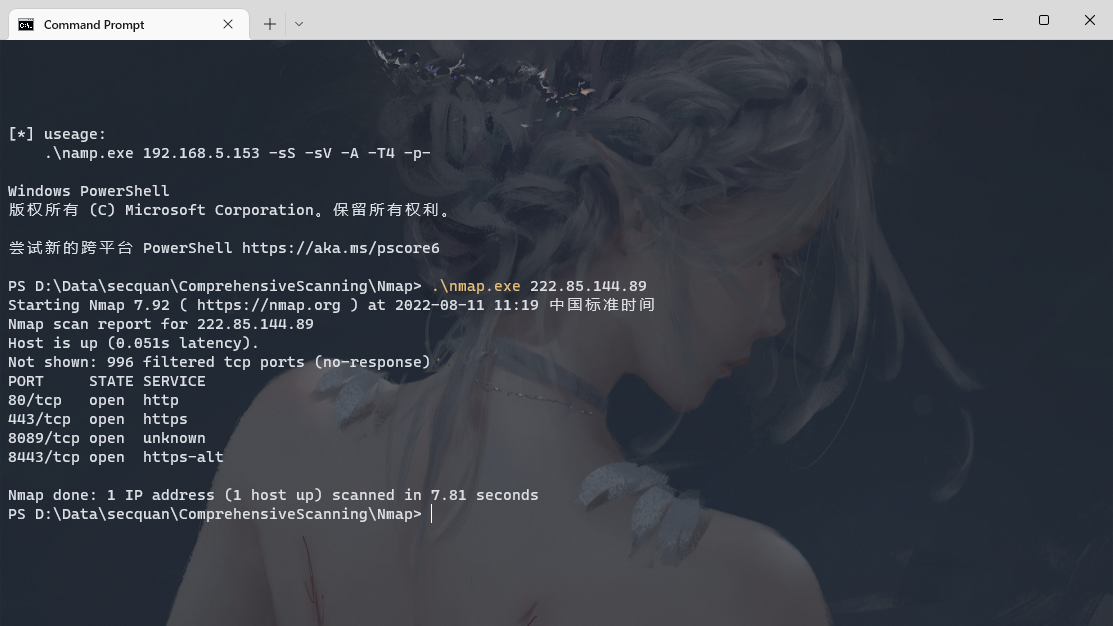 Command Prompt
[*] useage:
.\namp.exe 192.168.5.153 -sS -sV -A -T4 -p-
Windows PowerShell
版权所有 (C) Microsoft Corporation。保留所有权利。
尝试新的跨平台 PowerShell https://aka.ms/pscore6
PS D:\Data\secquan\ComprehensiveScanning\Nmap> .\nmap.exe 222.85.144.89
Starting Nmap 7.92 ( https://nmap.org ) at 2022-08-11 11:19 中国标准时间
Nmap scan report for 222.85.144.89
Host is up (0.051s latency).
Not shown: 996 filtered tcp ports (no-response)
PORT     STATE SERVICE
80/tcp   open  http
443/tcp  open  https
8089/tcp open  unknown
8443/tcp open  https-alt
Nmap done: 1 IP address (1 host up) scanned in 7.81 seconds
PS D:\Data\secquan\ComprehensiveScanning\Nmap>